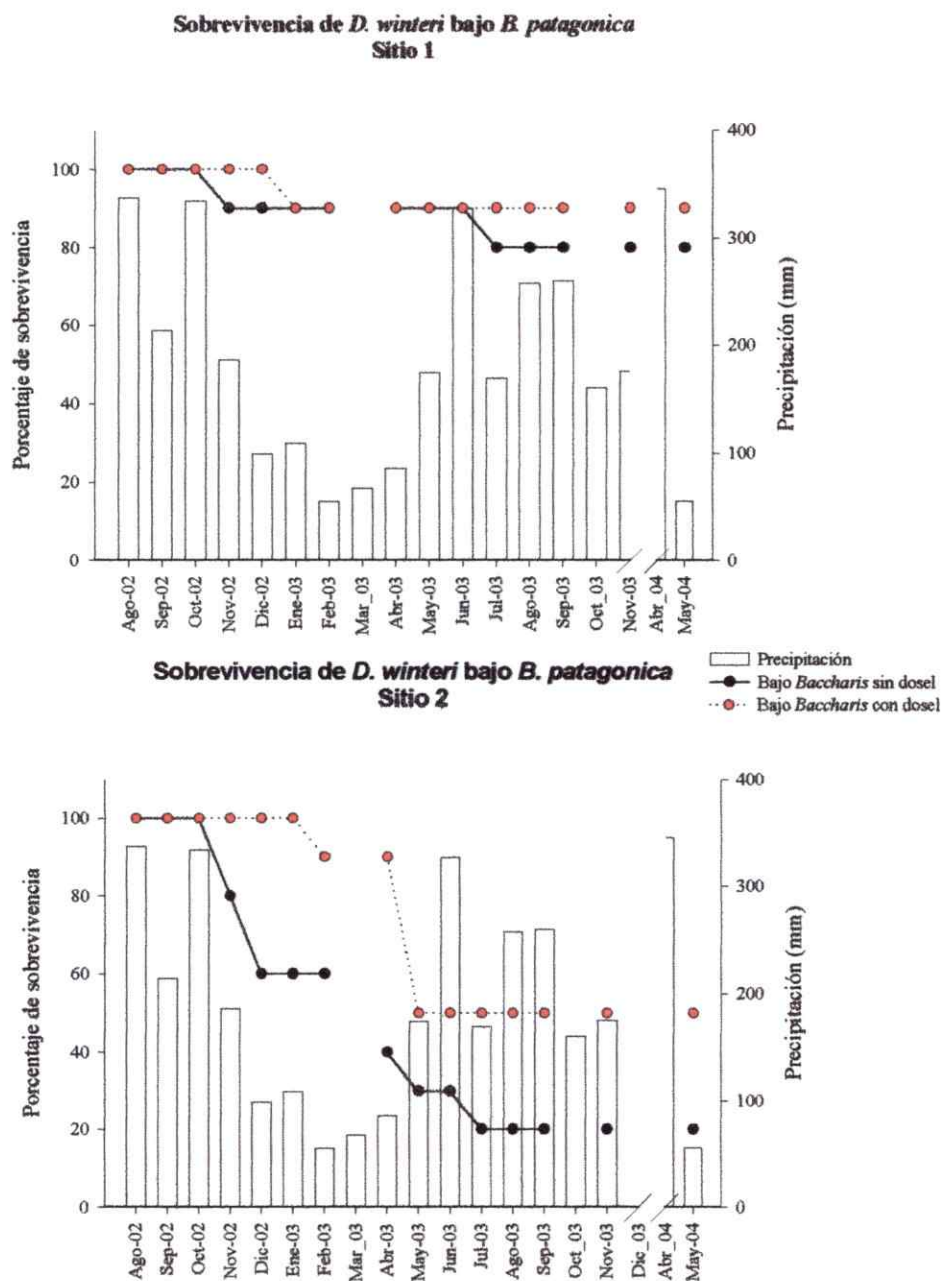 Sobrevivencia de D. winteri bajo B. patagonica
Sitio 1
400
100
80
300
60
200
40
100
20
0
0
Porcentaje de sobrevivencia
Precipitación (mm)
Ago-02
Sep-02
Oct-02
Nov-02
Dic-02
Ene-03
Feb-03
Mar_03
Abr-03
May-03
Jun-03
Jul-03
Ago-03
Sep-03
Oct_03
Nov-03
Abr_04
May-04
Sobrevivencia de D. winteri bajo B. patagonica
Sitio 2
Precipitación
Bajo Baccharis sin dosel
Bajo Baccharis con dosel
400
100
80
300
60
200
40
100
20
0
0
Porcentaje de sobrevivencia
Precipitación (mm)
Ago-02
Sep-02
Oct-02
Nov-02
Dic-02
Ene-03
Feb-03
Mar_03
Abr-03
May-03
Jun-03
Jul-03
Ago-03
Sep-03
Oct_03
Nov-03
Dic_03
Abr_04
May-04